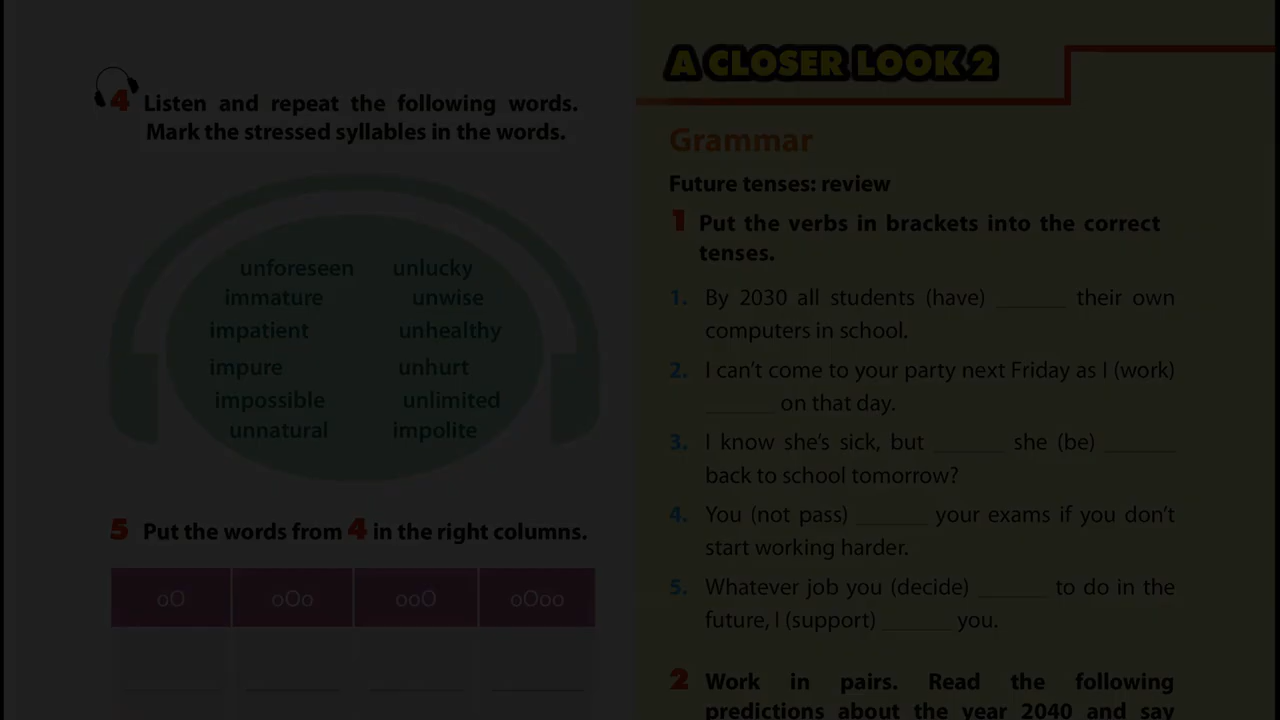 4 Listen and repeat the following words.
Mark the stressed syllables in the words.
unforeseen unlucky
immature unwise
impatient unhealthy
impure unhurt
impossible unlimited
unnatural impolite
5 Put the words from 4 in the right columns.
oO oOo ooO oOoo
A CLOSER LOOK 2
Grammar
Future tenses: review
1 Put the verbs in brackets into the correct
tenses.
1. By 2030 all students (have) ______ their own
computers in school.
2. I can't come to your party next Friday as I (work)
______ on that day.
3. I know she's sick, but ______ she (be) ______
back to school tomorrow?
4. You (not pass) ______ your exams if you don't
start working harder.
5. Whatever job you (decide) ______ to do in the
future, I (support) ______ you.
2 Work in pairs. Read the following
predictions about the year 2040 and say